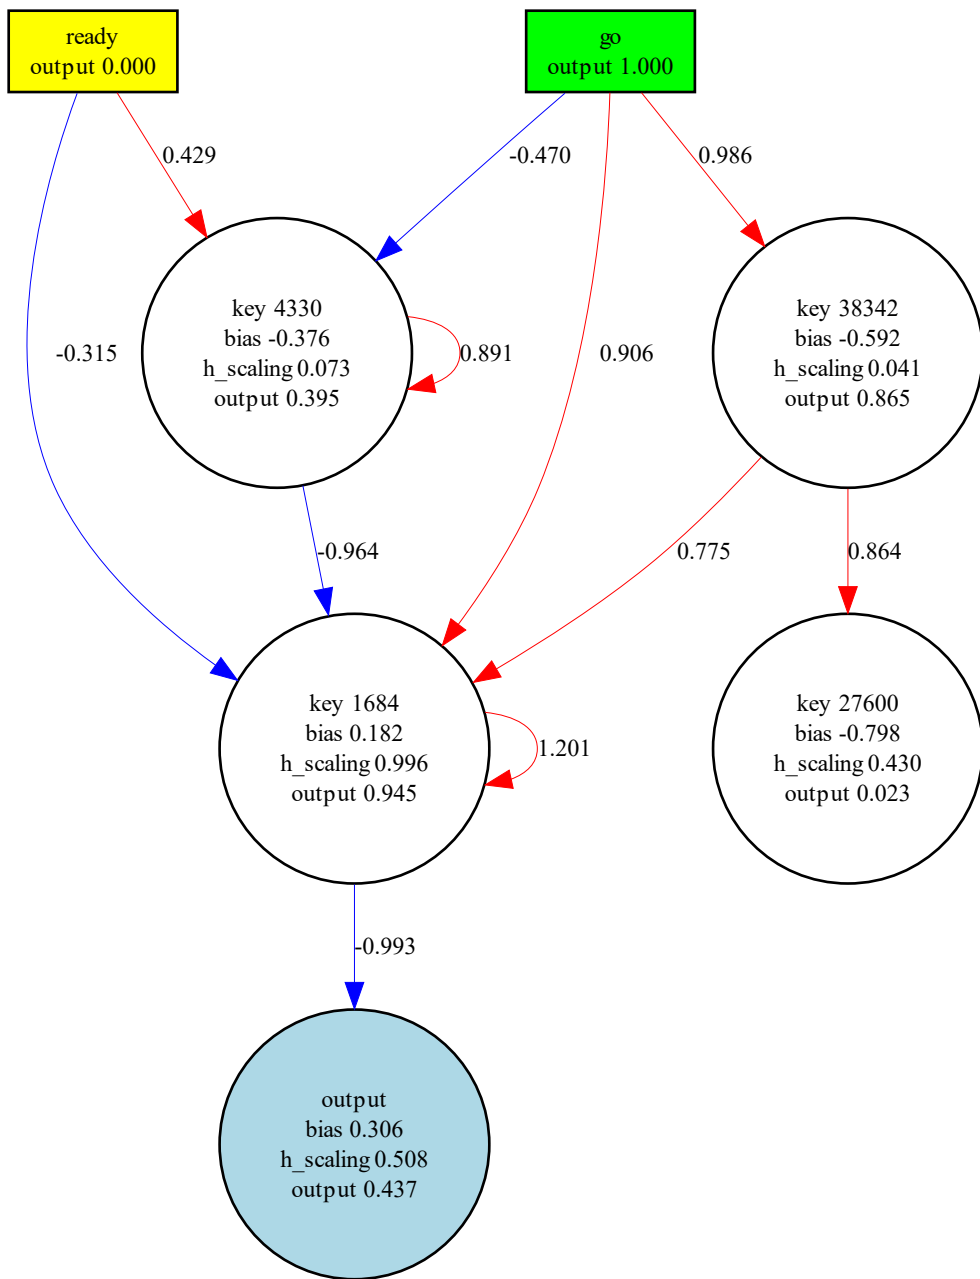 ready
output 0.000
go
output 1.000
0.429
-0.470
0.986
key 4330
bias -0.376
h_scaling 0.073
output 0.395
key 38342
bias -0.592
h_scaling 0.041
output 0.865
-0.315
0.891
0.906
-0.964
0.775
0.864
key 1684
bias 0.182
h_scaling 0.996
output 0.945
1.201
key 27600
bias -0.798
h_scaling 0.430
output 0.023
-0.993
output
bias 0.306
h_scaling 0.508
output 0.437